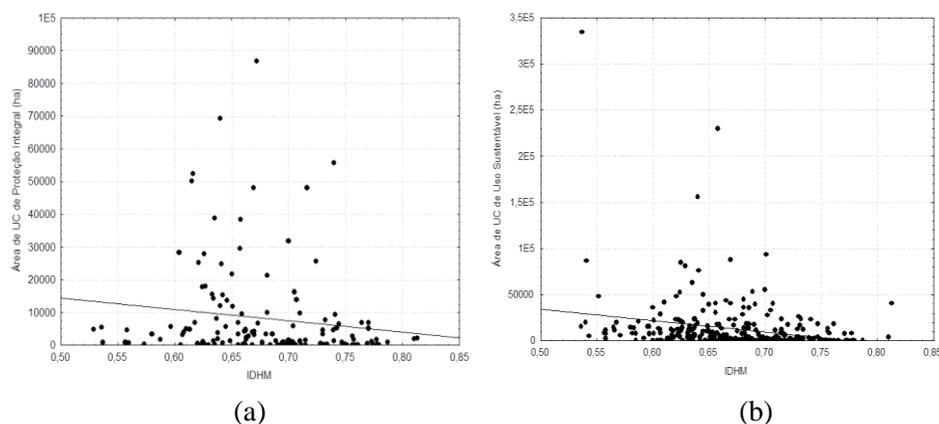 1E5
90000
80000
70000
60000
50000
40000
30000
20000
10000
0
Área de UC de Proteção Integral (ha)
0,50 0,55 0,60 0,65 0,70 0,75 0,80 0,85
IDHM
(a)
3,5E5
3E5
2,5E5
2E5
1,5E5
1E5
50000
0
Área de UC de Uso Sustentável (ha)
0,50 0,55 0,60 0,65 0,70 0,75 0,80 0,85
IDHM
(b)